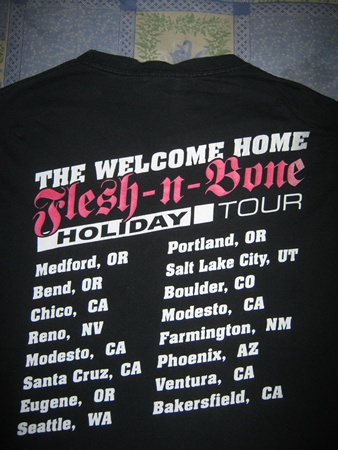 THE WELCOME HOME
Flesh-n-Bone
HOLIDAY TOUR
Medford, OR
Bend, OR
Chico, CA
Reno, NV
Modesto, CA
Santa Cruz, CA
Eugene, OR
Seattle, WA
Portland, OR
Salt Lake City, UT
Boulder, CO
Modesto, CA
Farmington, NM
Phoenix, AZ
Ventura, CA
Bakersfield, CA